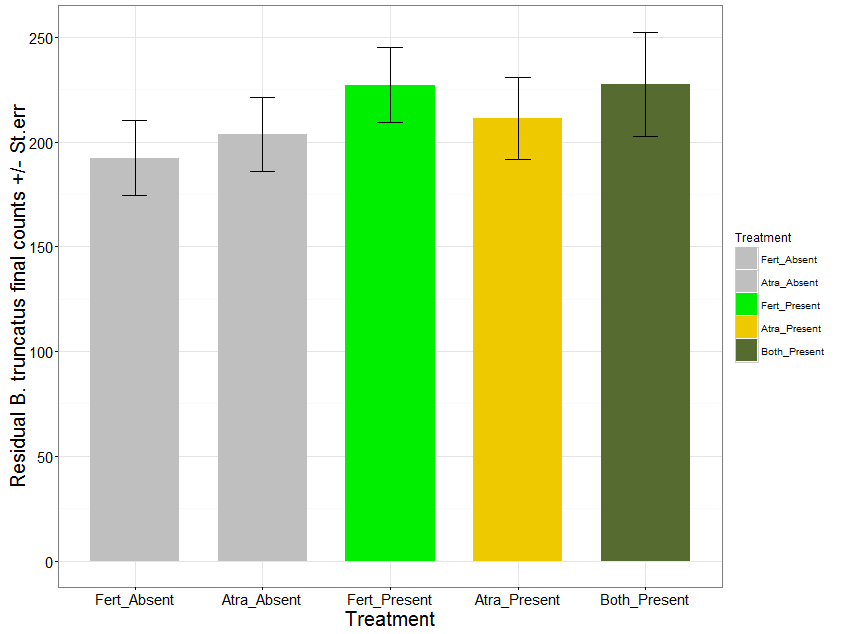 Residual B. truncatus final counts +/- St.err
250
200
150
100
50
0
Fert_Absent
Atra_Absent
Fert_Present
Atra_Present
Both_Present
Treatment
Treatment
Fert_Absent
Atra_Absent
Fert_Present
Atra_Present
Both_Present